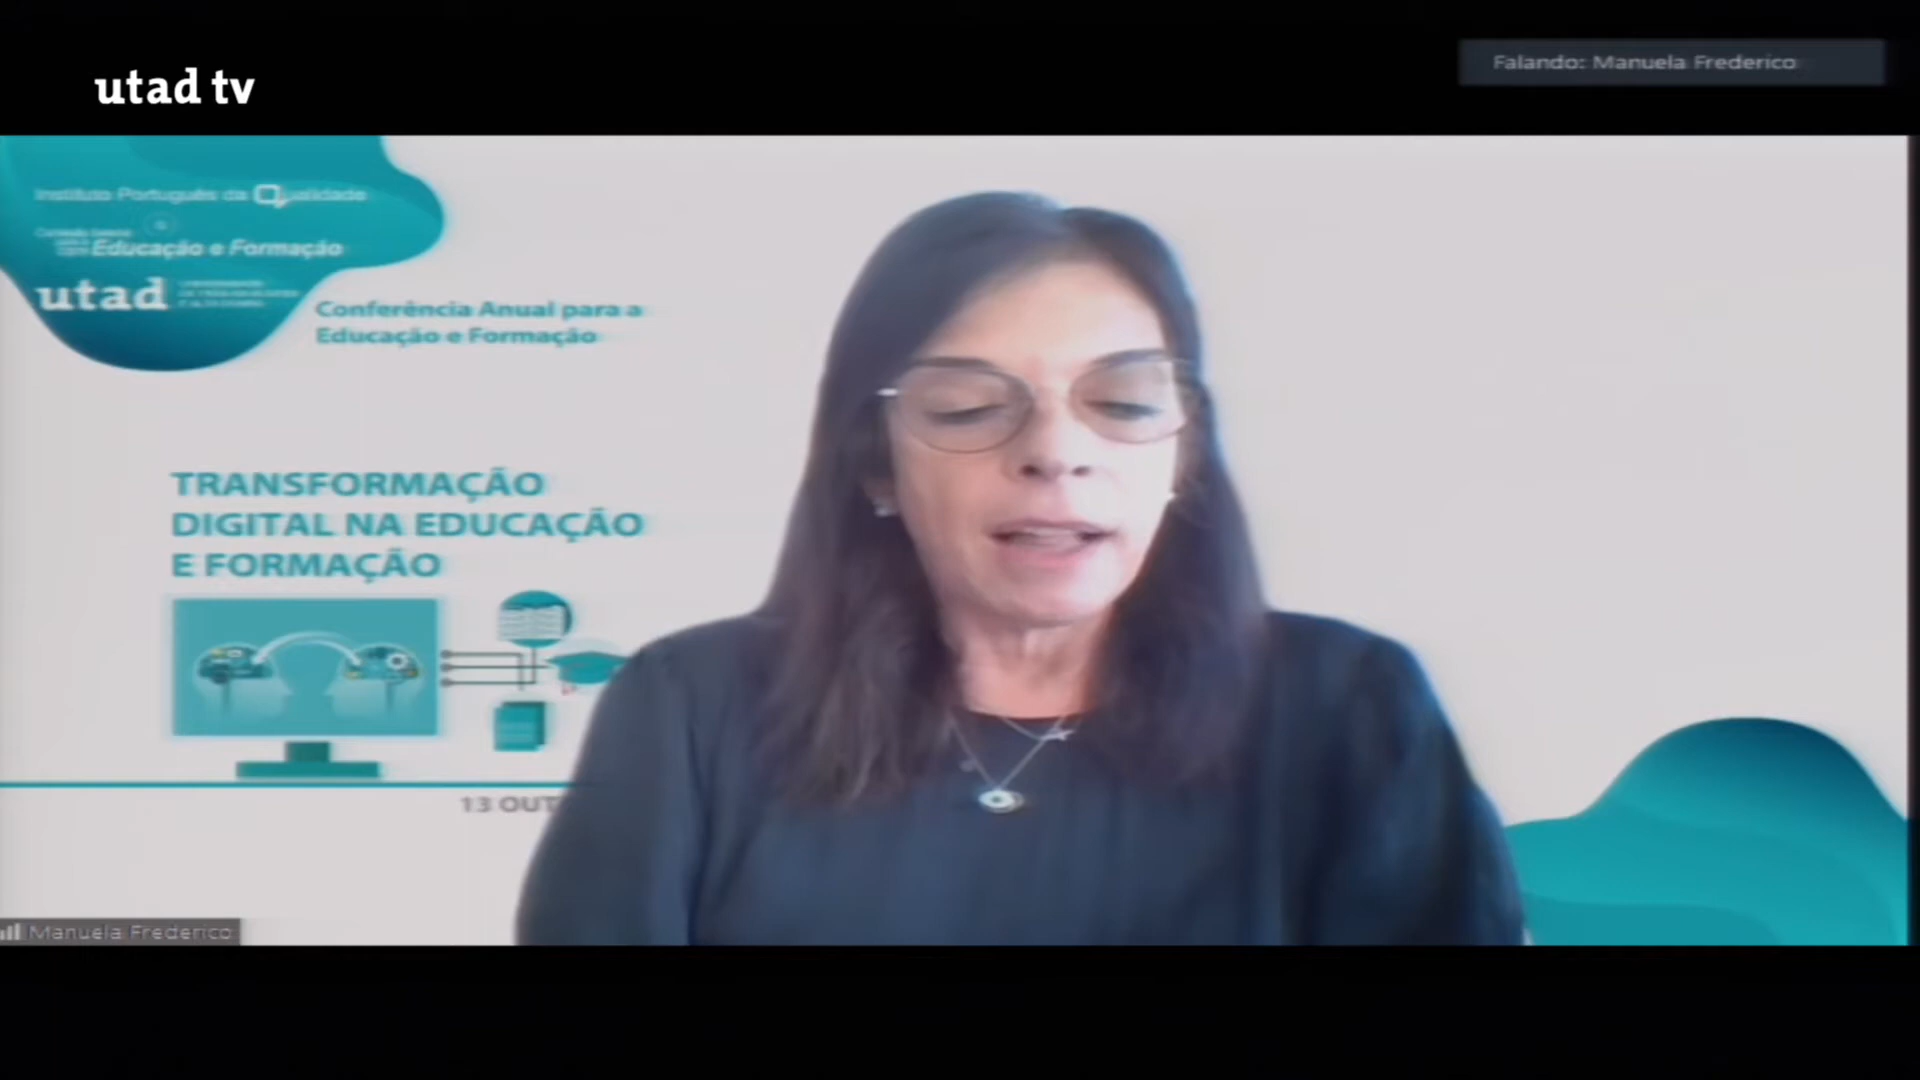 utad tv
Falando: Manuela Frederico
Instituto Português da Qualidade
Educação e Formação
utad
Conferência Anual para a
Educação e Formação
TRANSFORMAÇÃO
DIGITAL NA EDUCAÇÃO
E FORMAÇÃO
13 OUT
Manuela Frederico